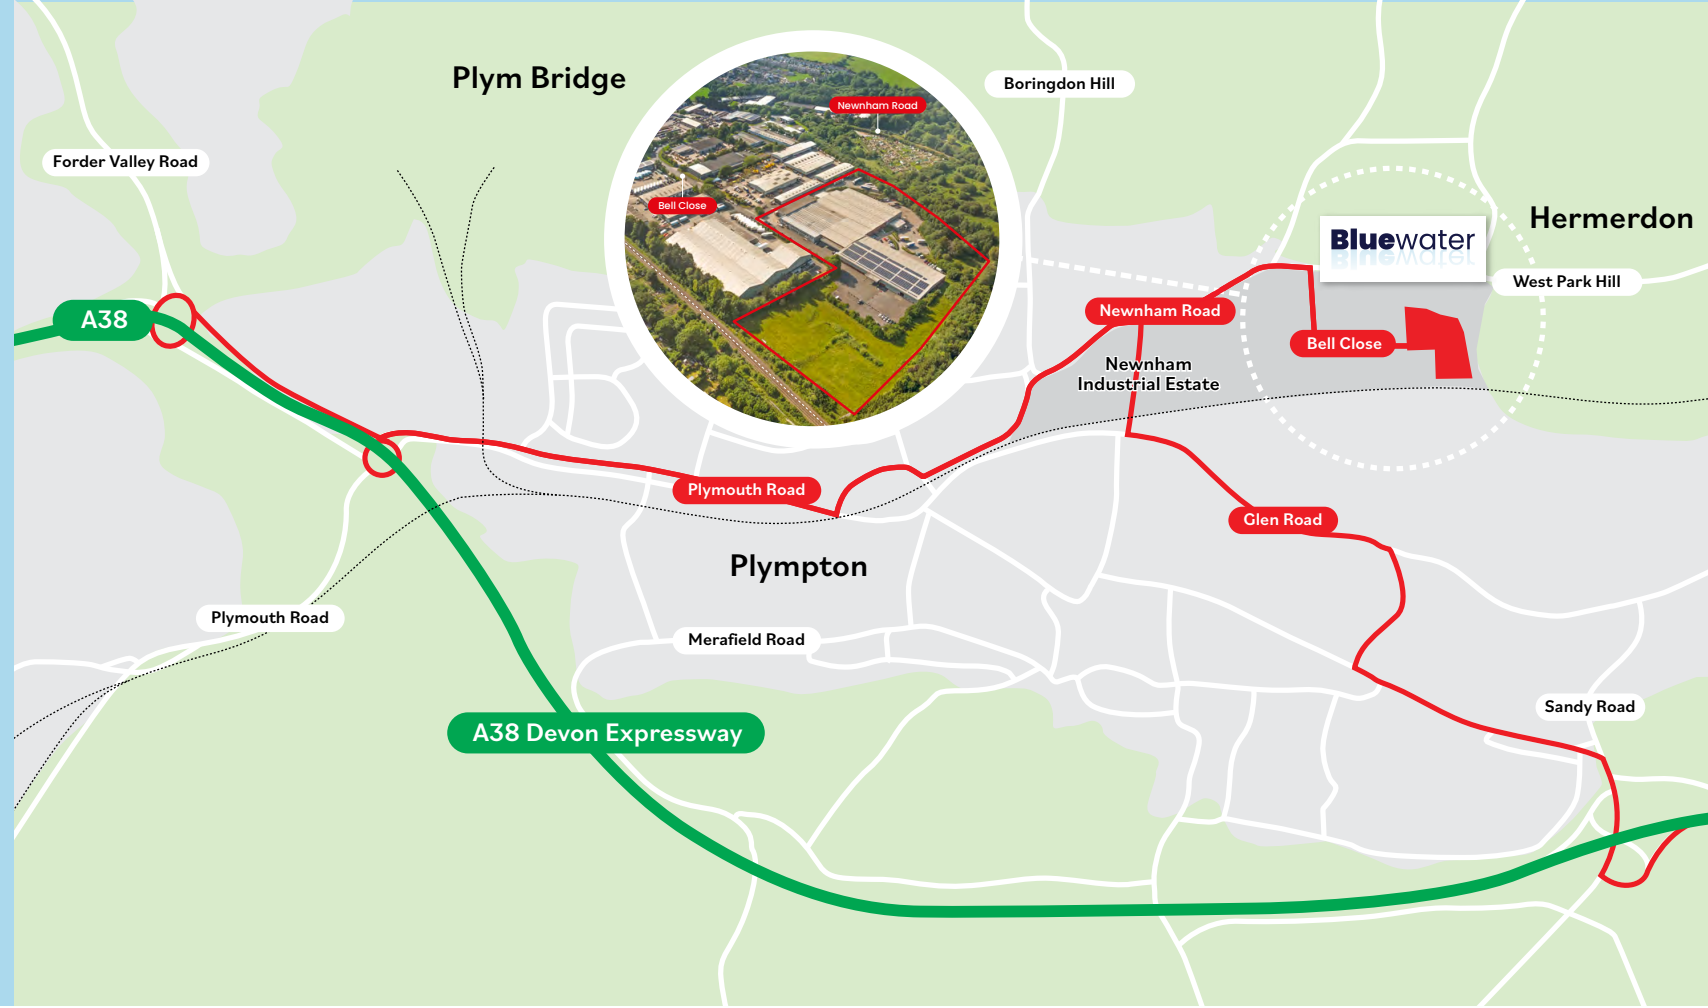 Plym Bridge
Boringdon Hill
Newnham Road
Forder Valley Road
Bell Close
Hermerdon
Bluewater
West Park Hill
A38
Newnham Road
Bell Close
Newnham
Industrial Estate
Plymouth Road
Glen Road
Plympton
Plymouth Road
Merafield Road
Sandy Road
A38 Devon Expressway